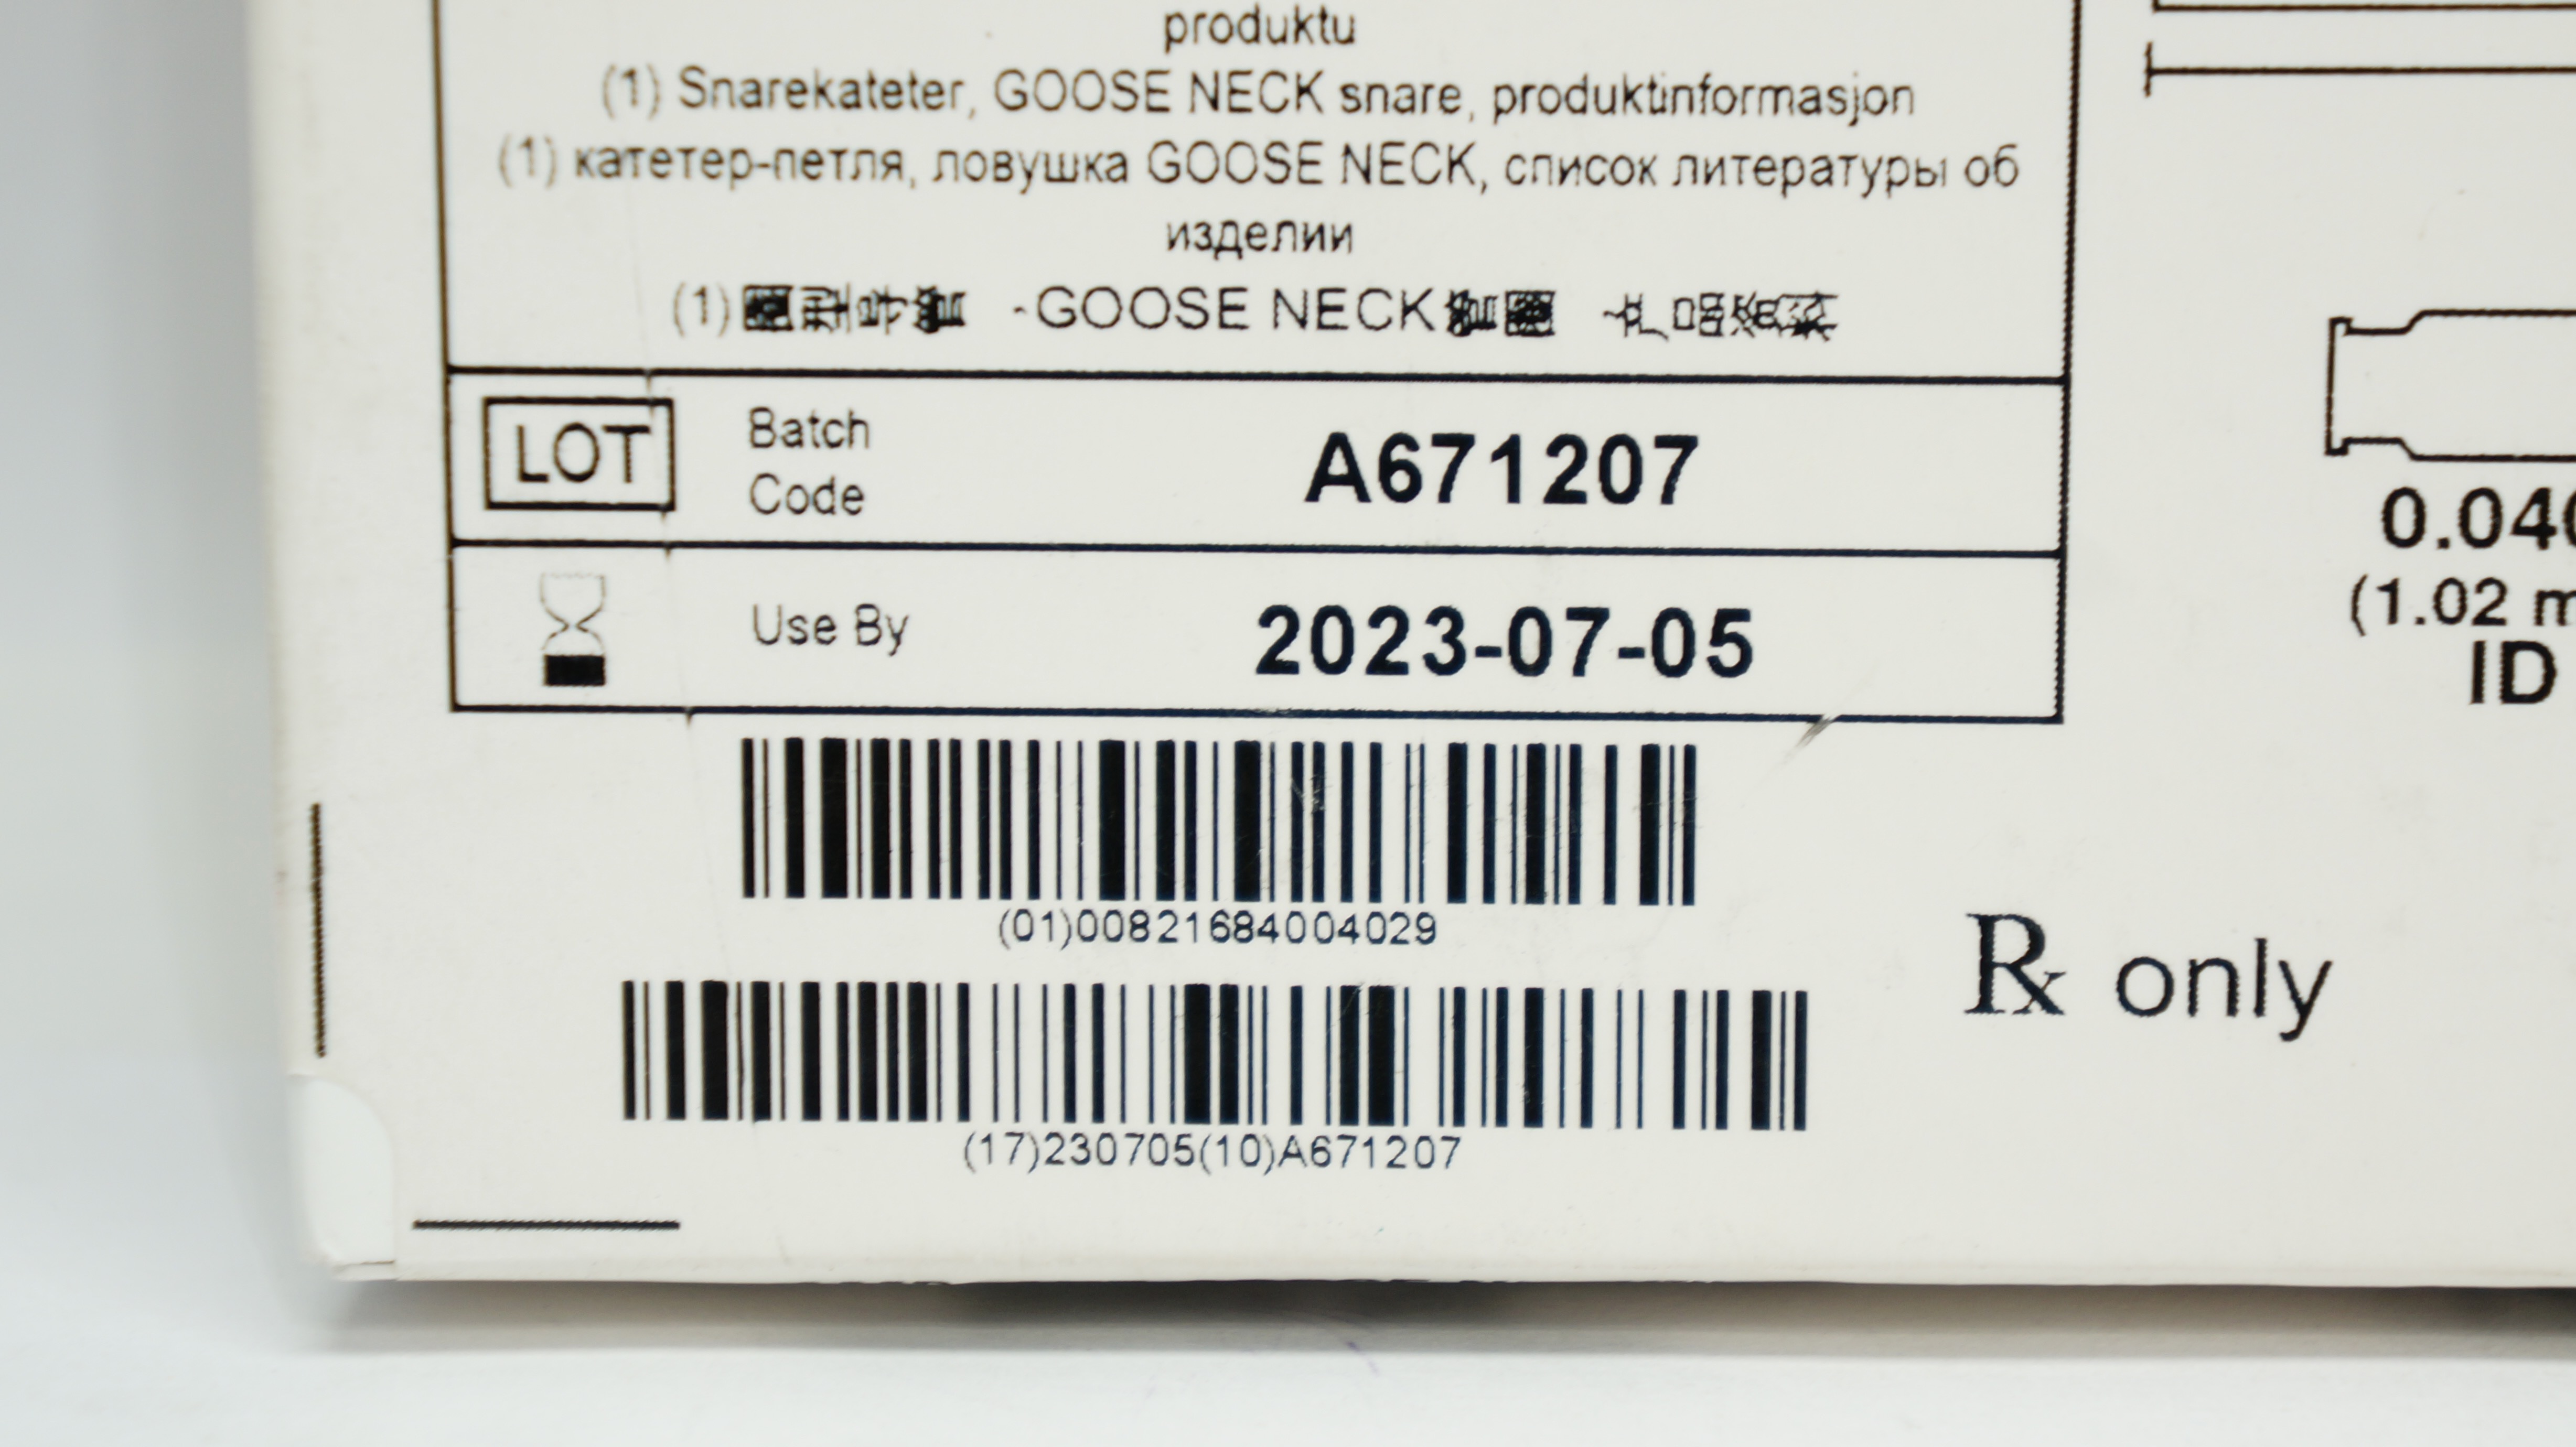 produktu
(1) Snarekateter, GOOSE NECK snare, produktinformasjon
(1) катетер-петля, ловушка GOOSE NECK, список литературы об
изделии
(1) GOOSE NECK
LOT
Batch
Code
A671207
Use By
2023-07-05
(01)00821684004029
(17)230705(10)A671207
Rx only
(1.02
ID